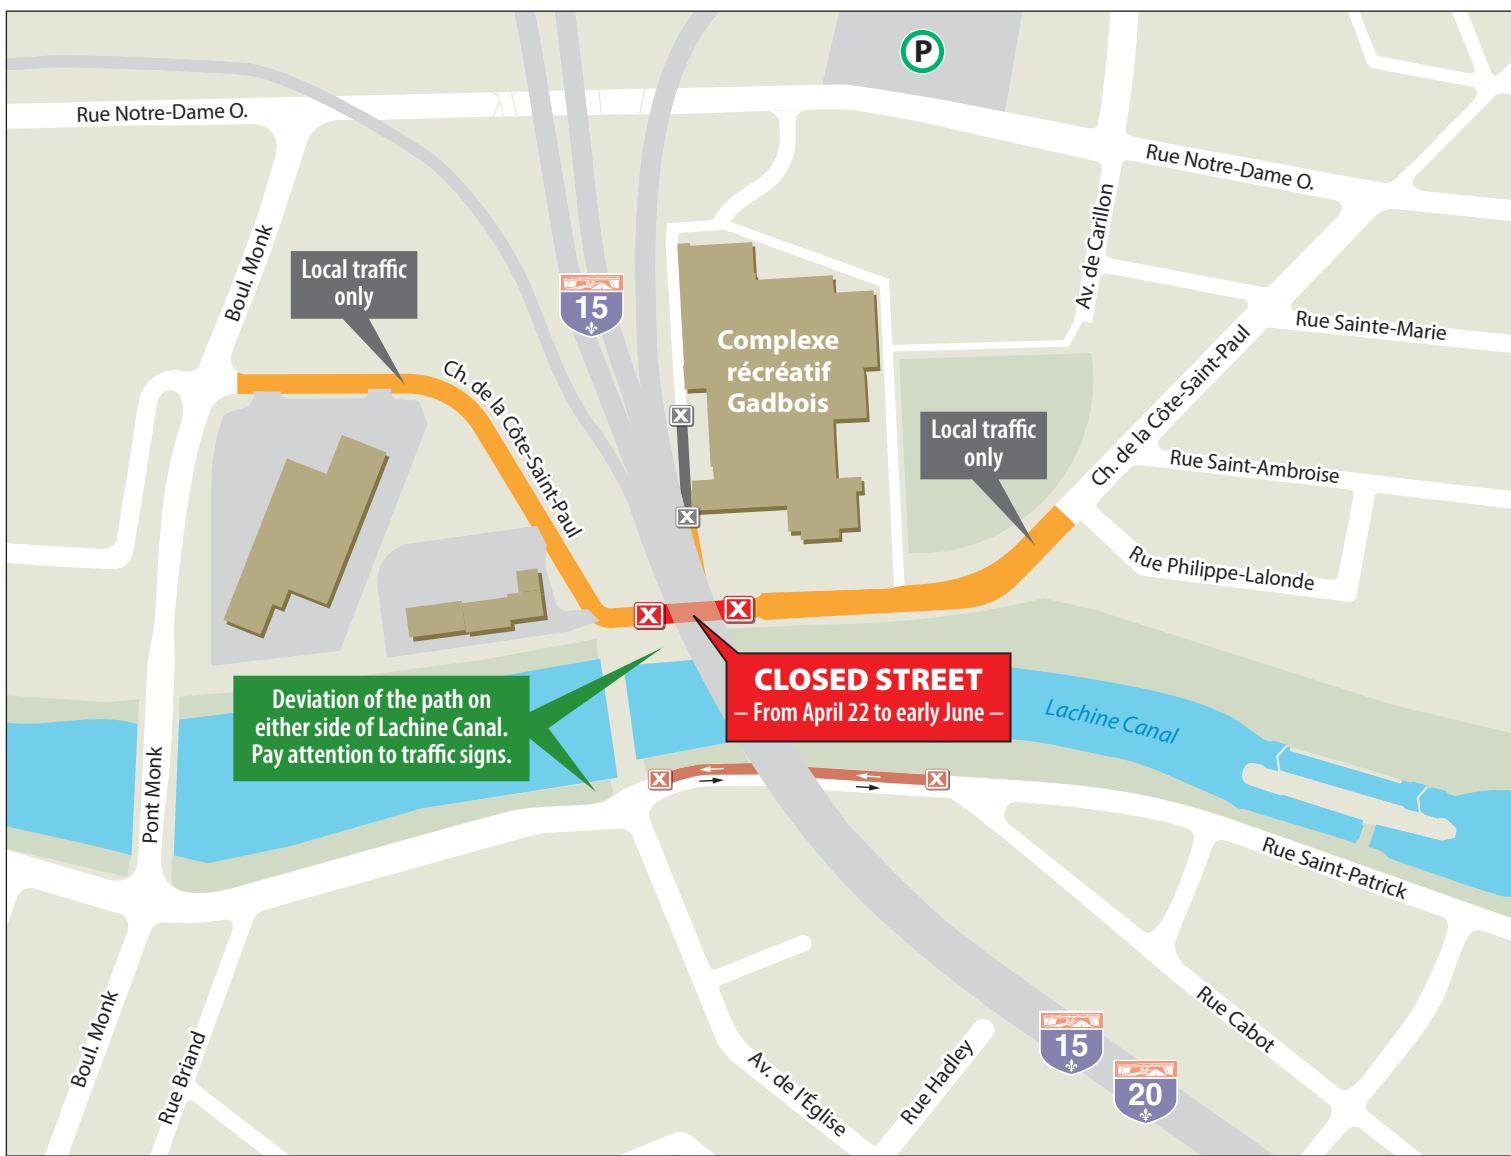 P
Rue Notre-Dame O.
Rue Notre-Dame O.
Boul. Monk
Av. de Carillon
Local traffic
only
15
Rue Sainte-Marie
Complexe
récréatif
Gadbois
Ch. de la Côte-Saint-Paul
Ch. de la Côte-Saint-Paul
X
Local traffic
only
Rue Saint-Ambroise
X
Rue Philippe-Lalonde
X
X
CLOSED STREET
– From April 22 to early June –
Deviation of the path on
either side of Lachine Canal.
Pay attention to traffic signs.
Lachine Canal
Pont Monk
X
X
Rue Saint-Patrick
Boul. Monk
Rue Briand
Av. de l'Église
Rue Hadley
Rue Cabot
15
20